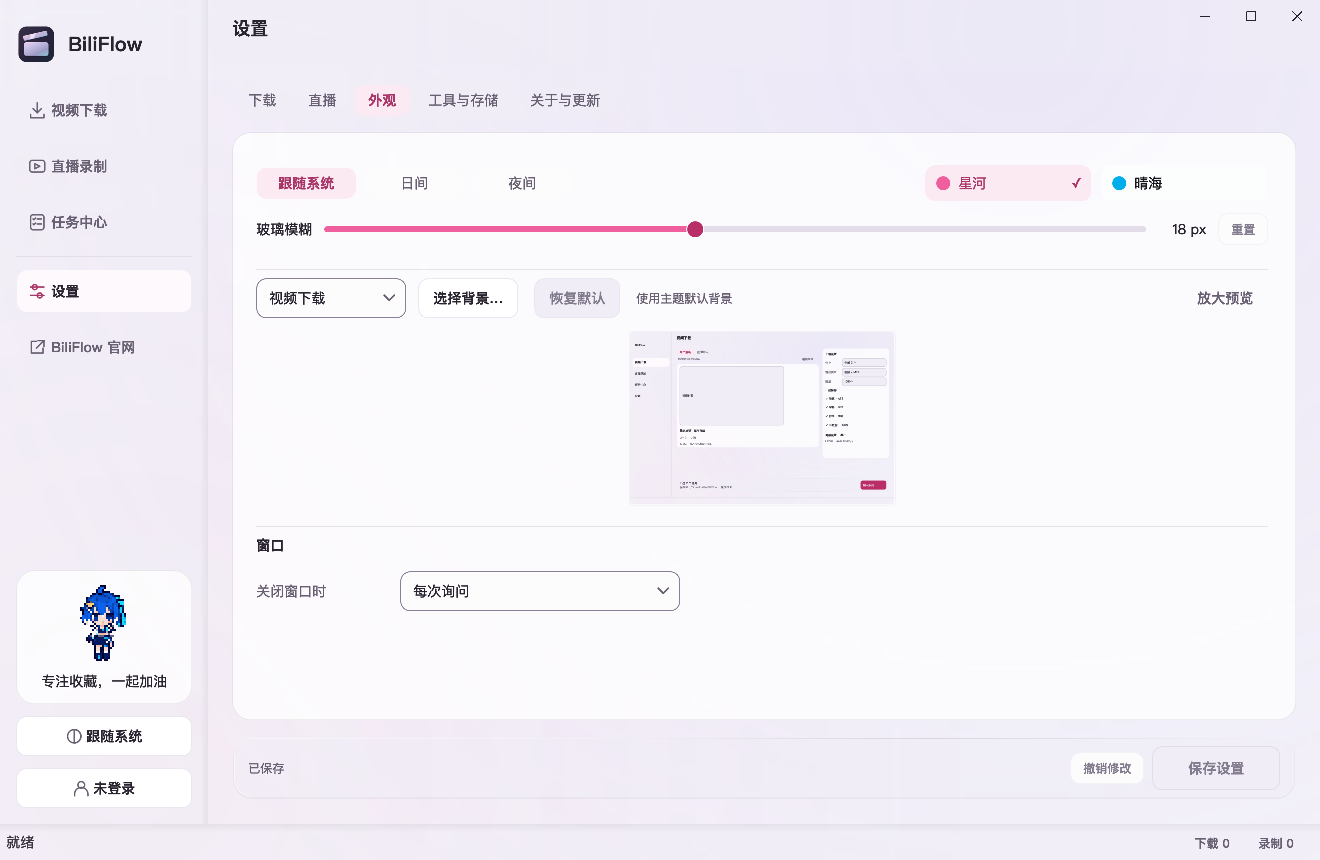 BiliFlow
设置
视频下载
直播录制
任务中心
设置
BiliFlow 官网
专注收藏，一起加油
跟随系统
未登录
下载 直播 外观 工具与存储 关于与更新
跟随系统 日间 夜间 星河 ✓ 晴海
玻璃模糊 18 px 重置
视频下载 选择背景... 恢复默认 使用主题默认背景 放大预览
窗口
关闭窗口时 每次询问
已保存 撤销修改 保存设置
就绪 下载 0 录制 0